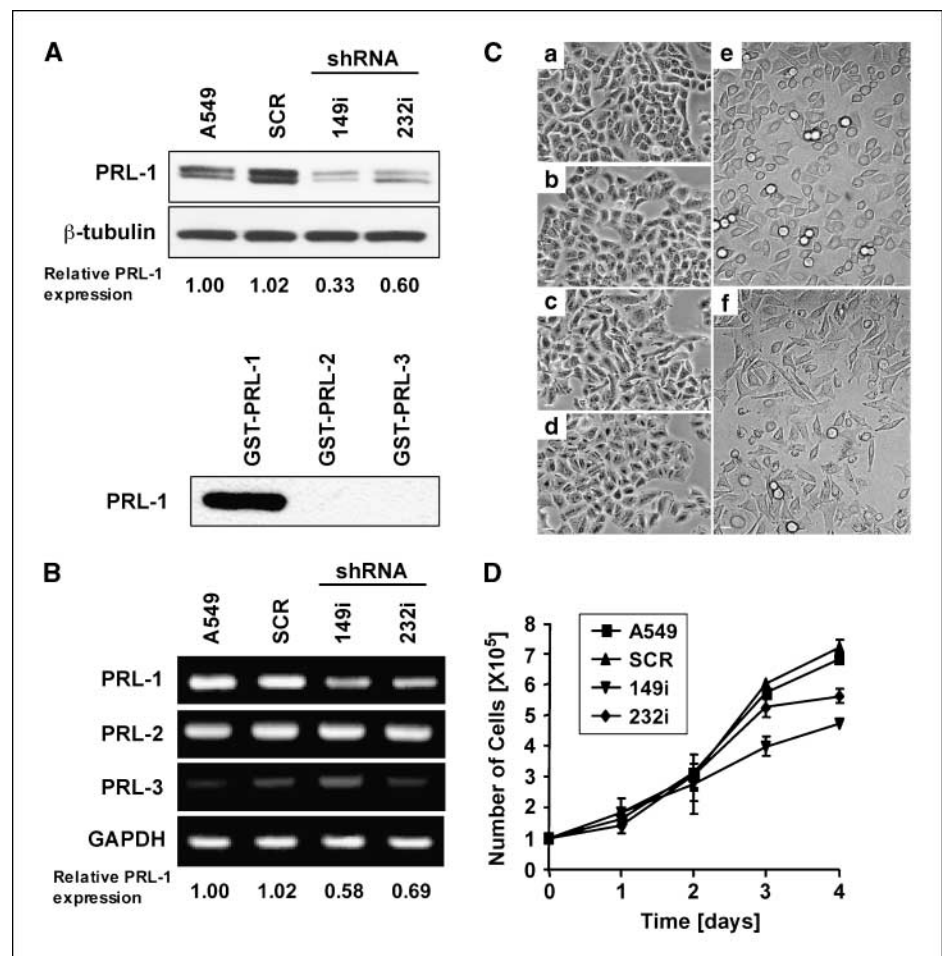 A
shRNA
A549 SCR 149i 232i
PRL-1
β-tubulin
Relative PRL-1
expression
1.00 1.02 0.33 0.60
GST-PRL-1 GST-PRL-2 GST-PRL-3
PRL-1
B
shRNA
A549 SCR 149i 232i
PRL-1
PRL-2
PRL-3
GAPDH
Relative PRL-1
expression
1.00 1.02 0.58 0.69
C
a
b
c
d
e
f
D
Number of Cells [X10⁵]
8
7
6
5
4
3
2
1
0
A549
SCR
149i
232i
0 1 2 3 4
Time [days]